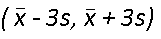 ( x̅ - 3s, x̅ + 3s)